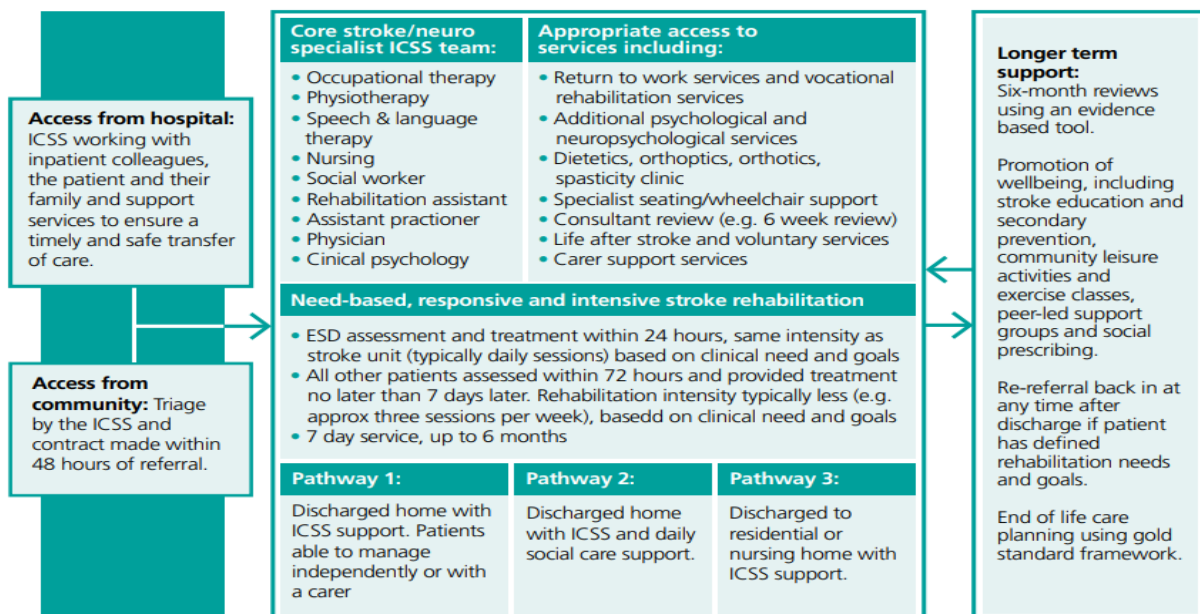 Access from hospital:
ICSS working with
inpatient colleagues,
the patient and their
family and support
services to ensure a
timely and safe transfer
of care.
Access from
community: Triage
by the ICSS and
contract made within
48 hours of referral.
Core stroke/neuro
specialist ICSS team:
• Occupational therapy
• Physiotherapy
• Speech & language
therapy
• Nursing
• Social worker
• Rehabilitation assistant
• Assistant practioner
• Physician
• Clinical psychology
Appropriate access to
services including:
• Return to work services and vocational
rehabilitation services
• Additional psychological and
neuropsychological services
• Dietetics, orthoptics, orthotics,
spasticity clinic
• Specialist seating/wheelchair support
• Consultant review (e.g. 6 week review)
• Life after stroke and voluntary services
• Carer support services
Need-based, responsive and intensive stroke rehabilitation
• ESD assessment and treatment within 24 hours, same intensity as
stroke unit (typically daily sessions) based on clinical need and goals
• All other patients assessed within 72 hours and provided treatment
no later than 7 days later. Rehabilitation intensity typically less (e.g.
approx three sessions per week), basedd on clinical need and goals
• 7 day service, up to 6 months
Pathway 1:
Discharged home with
ICSS support. Patients
able to manage
independently or with
a carer
Pathway 2:
Discharged home
with ICSS and daily
social care support.
Pathway 3:
Discharged to
residential or
nursing home with
ICSS support.
Longer term
support:
Six-month reviews
using an evidence
based tool.
Promotion of
wellbeing, including
stroke education and
secondary
prevention,
community leisure
activities and
exercise classes,
peer-led support
groups and social
prescribing.
Re-referral back in at
any time after
discharge if patient
has defined
rehabilitation needs
and goals.
End of life care
planning using gold
standard framework.